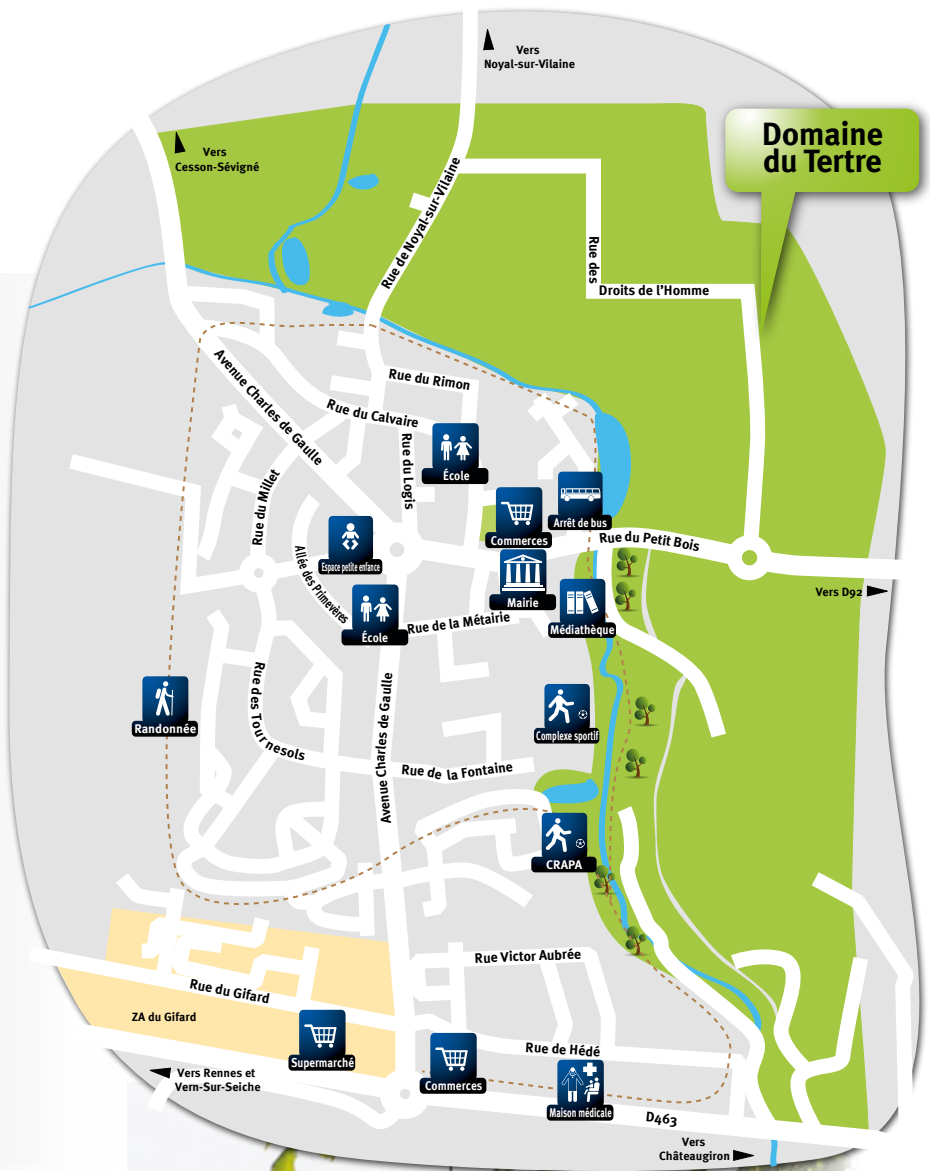 Vers
Noyal-sur-Vilaine
Domaine
du Tertre
Vers
Cesson-Sévigné
Rue de Noyal-sur-Vilaine
Rue des
Droits de l'Homme
Avenue Charles de Gaulle
Rue du Rimon
Rue du Calvaire
Rue du Logis
École
Rue du Millet
Arrêt de bus
Commerces
Rue du Petit Bois
Espace petite enfance
Allée des Primevères
Mairie
Vers D92
École
Rue de la Métairie
Médiathèque
Randonnée
Rue des Tournesols
Avenue Charles de Gaulle
Complexe sportif
Rue de la Fontaine
CRAPA
Rue Victor Aubrée
Rue du Gifard
ZA du Gifard
Supermarché
Rue de Hédé
Commerces
Vers Rennes et
Vern-Sur-Seiche
Maison médicale
D463
Vers
Châteaugiron